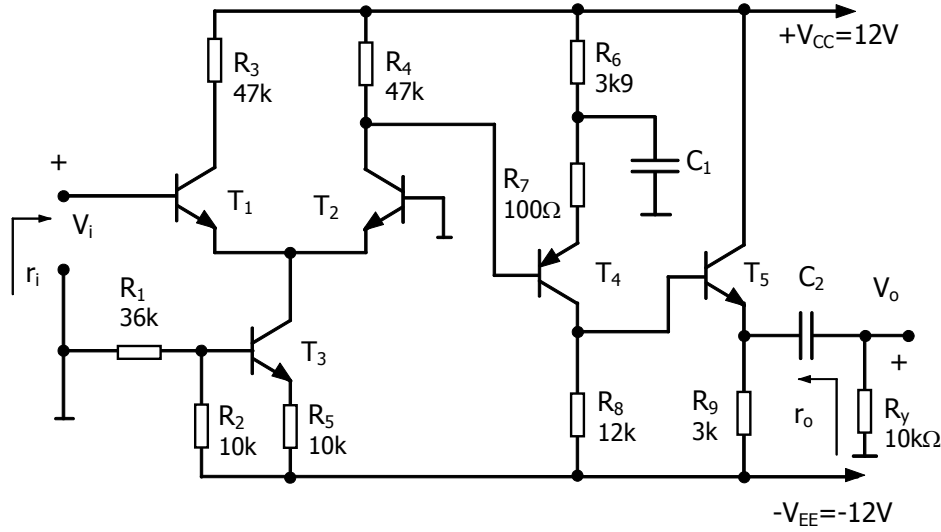 +V_CC=12V
R_3
47k
R_4
47k
R_6
3k9
C_1
R_7
100Ω
+
V_i
r_i
T_1
T_2
T_4
T_5
C_2
V_o
+
R_1
36k
T_3
R_2
10k
R_5
10k
R_8
12k
R_9
3k
r_o
R_y
10kΩ
-V_EE=-12V